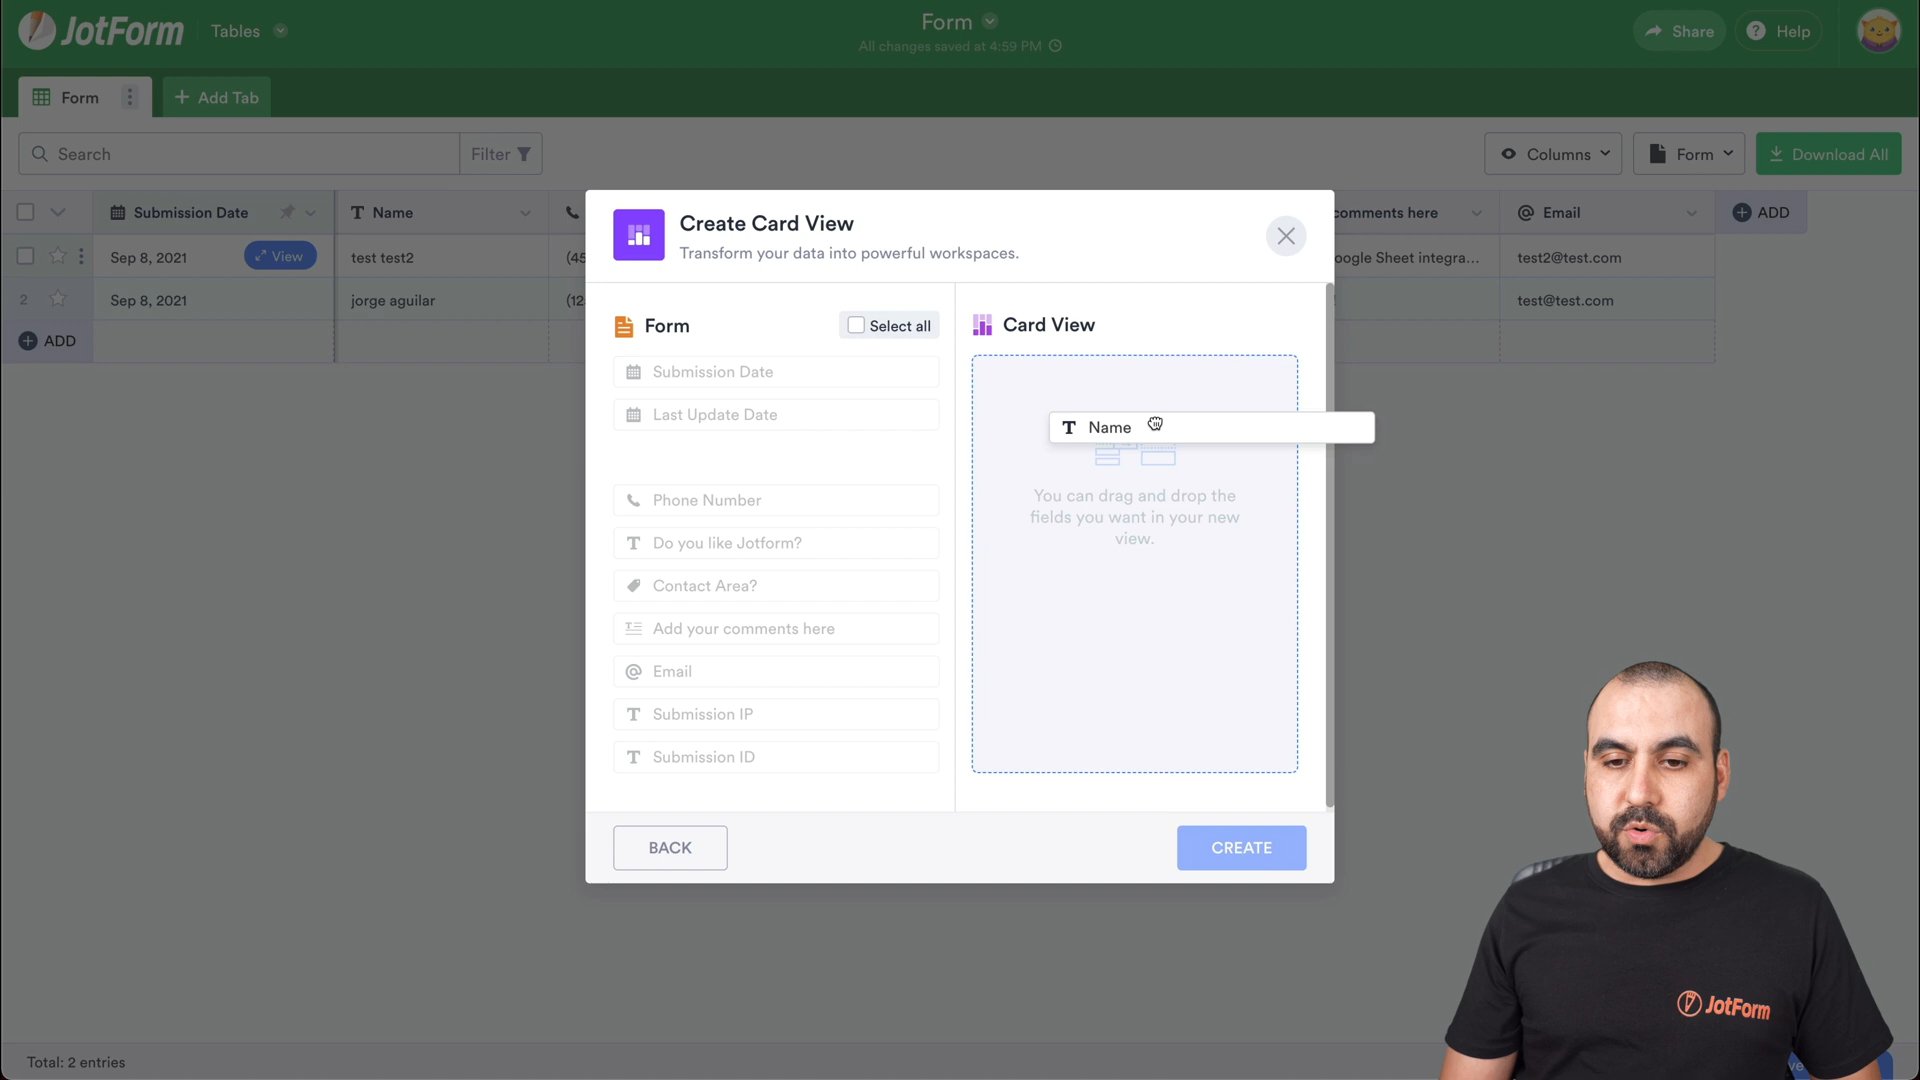 JotForm
Tables
Form
All changes saved at 4:59 PM
Share
? Help
Form
+ Add Tab
Search
Filter
Columns
Form
Download All
Submission Date
Name
comments here
@ Email
ADD
Sep 8, 2021
View
test test2
(45
oogle Sheet integra...
test2@test.com
2
Sep 8, 2021
jorge aguilar
(12
test@test.com
ADD
Create Card View
Transform your data into powerful workspaces.
Form
Select all
Card View
Submission Date
Last Update Date
T Name
Phone Number
T Do you like Jotform?
Contact Area?
Add your comments here
@ Email
T Submission IP
T Submission ID
You can drag and drop the
fields you want in your new
view.
BACK
CREATE
JotForm
Total: 2 entries